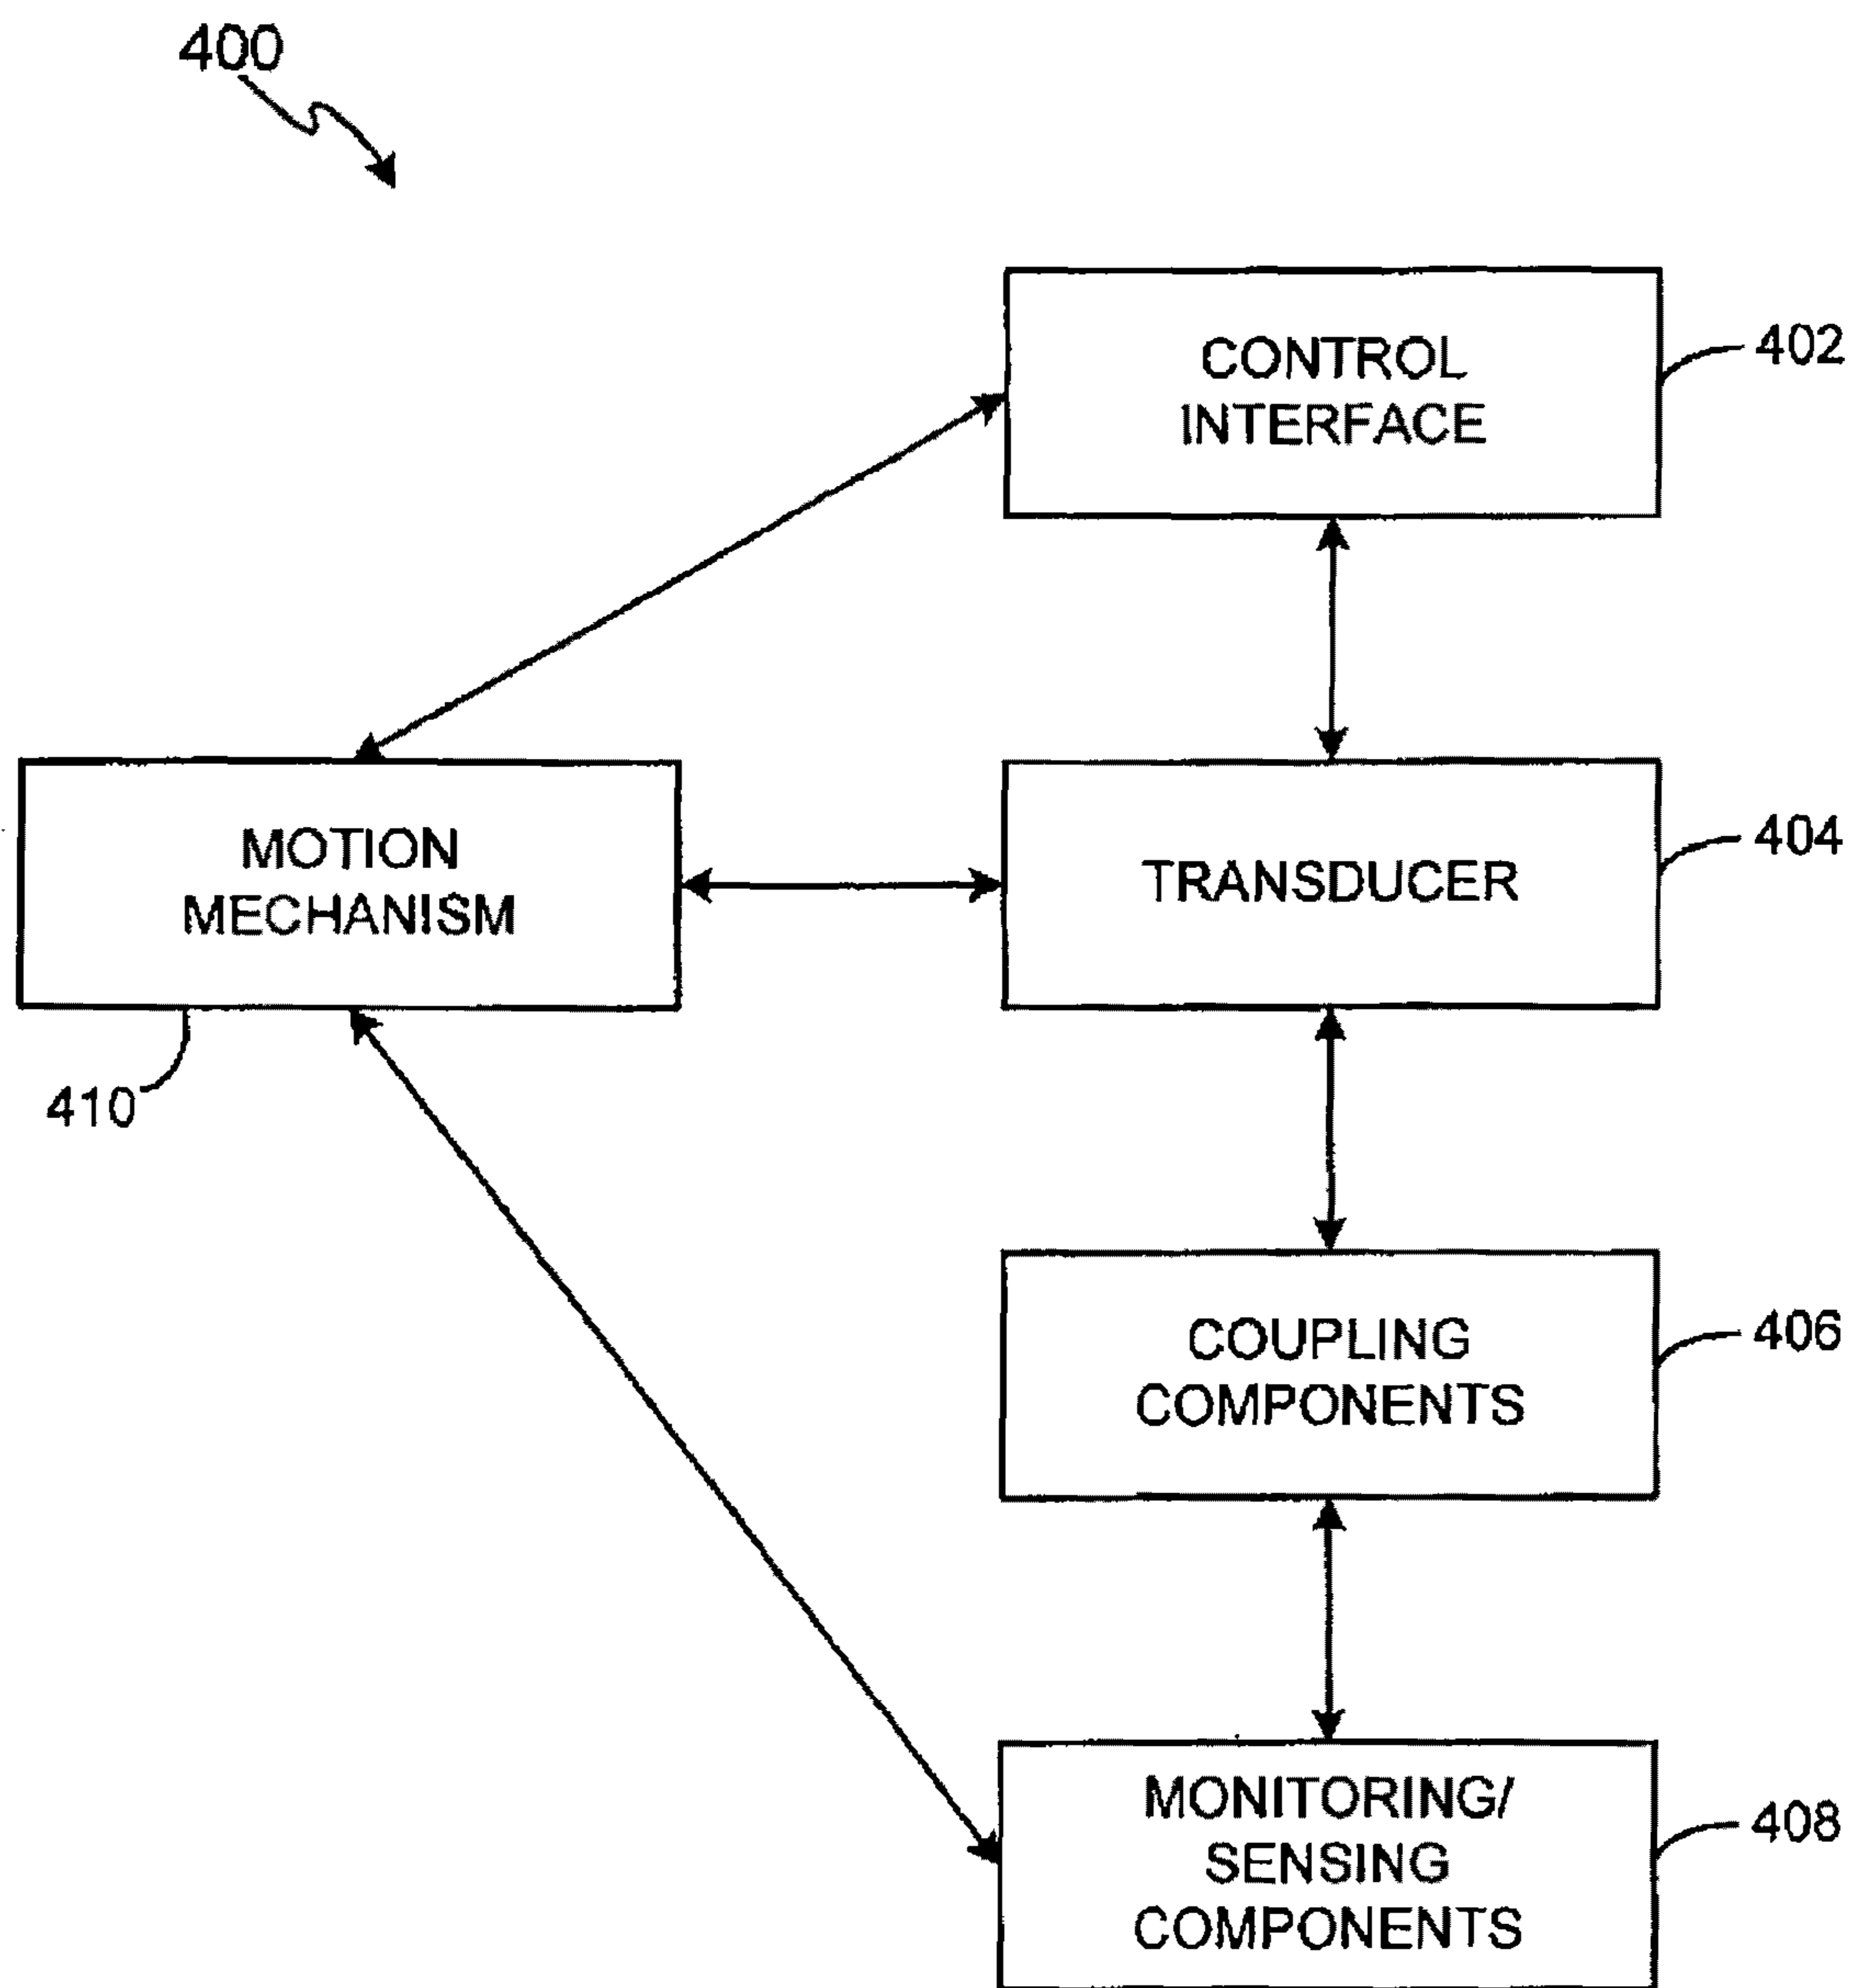 400
CONTROL
INTERFACE
402
MOTION
MECHANISM
410
TRANSDUCER
404
COUPLING
COMPONENTS
406
MONITORING/
SENSING
COMPONENTS
408